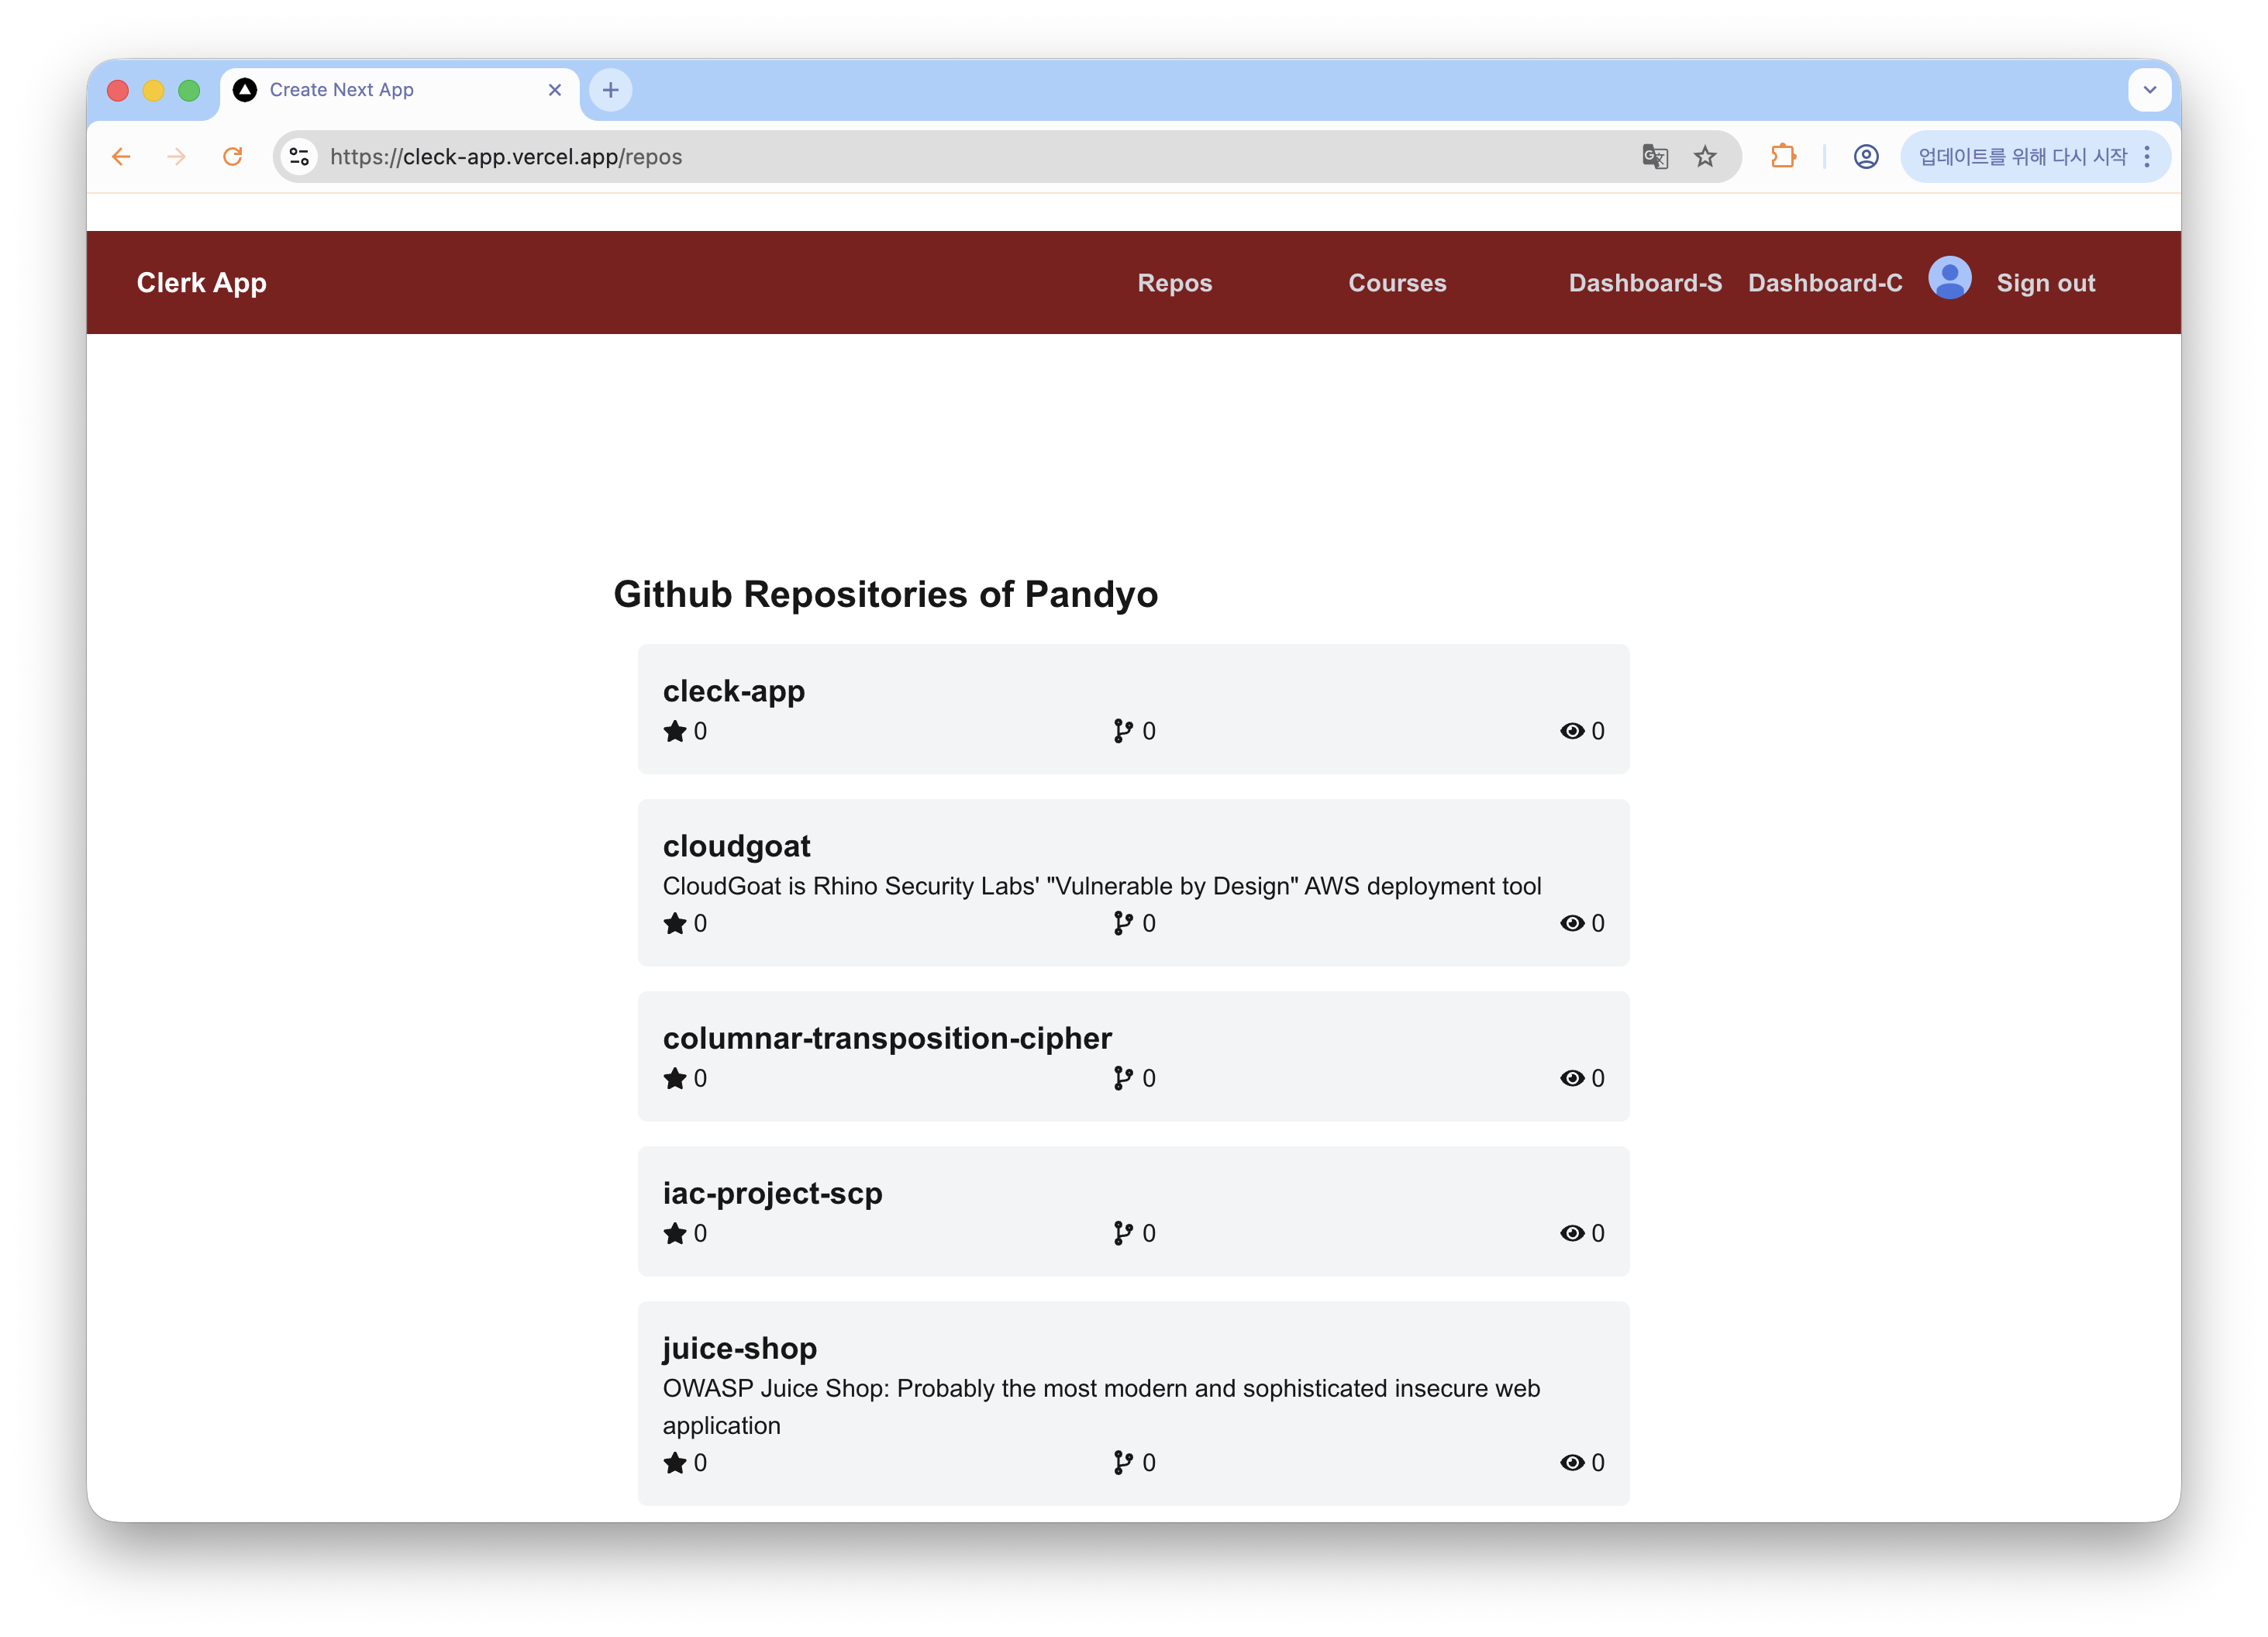 Create Next App
https://cleck-app.vercel.app/repos
업데이트를 위해 다시 시작
Clerk App
Repos
Courses
Dashboard-S
Dashboard-C
Sign out
Github Repositories of Pandyo
cleck-app
0 0 0
cloudgoat
CloudGoat is Rhino Security Labs' "Vulnerable by Design" AWS deployment tool
0 0 0
columnar-transposition-cipher
0 0 0
iac-project-scp
0 0 0
juice-shop
OWASP Juice Shop: Probably the most modern and sophisticated insecure web
application
0 0 0